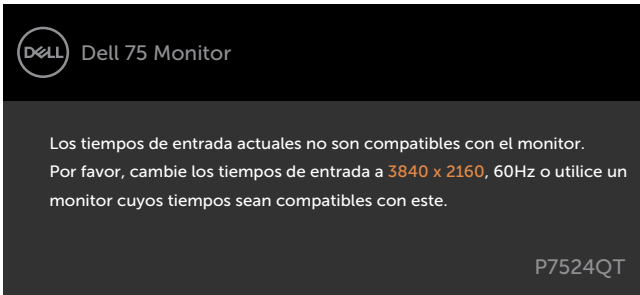 DELL Dell 75 Monitor
Los tiempos de entrada actuales no son compatibles con el monitor.
Por favor, cambie los tiempos de entrada a 3840 x 2160, 60Hz o utilice un
monitor cuyos tiempos sean compatibles con este.
P7524QT